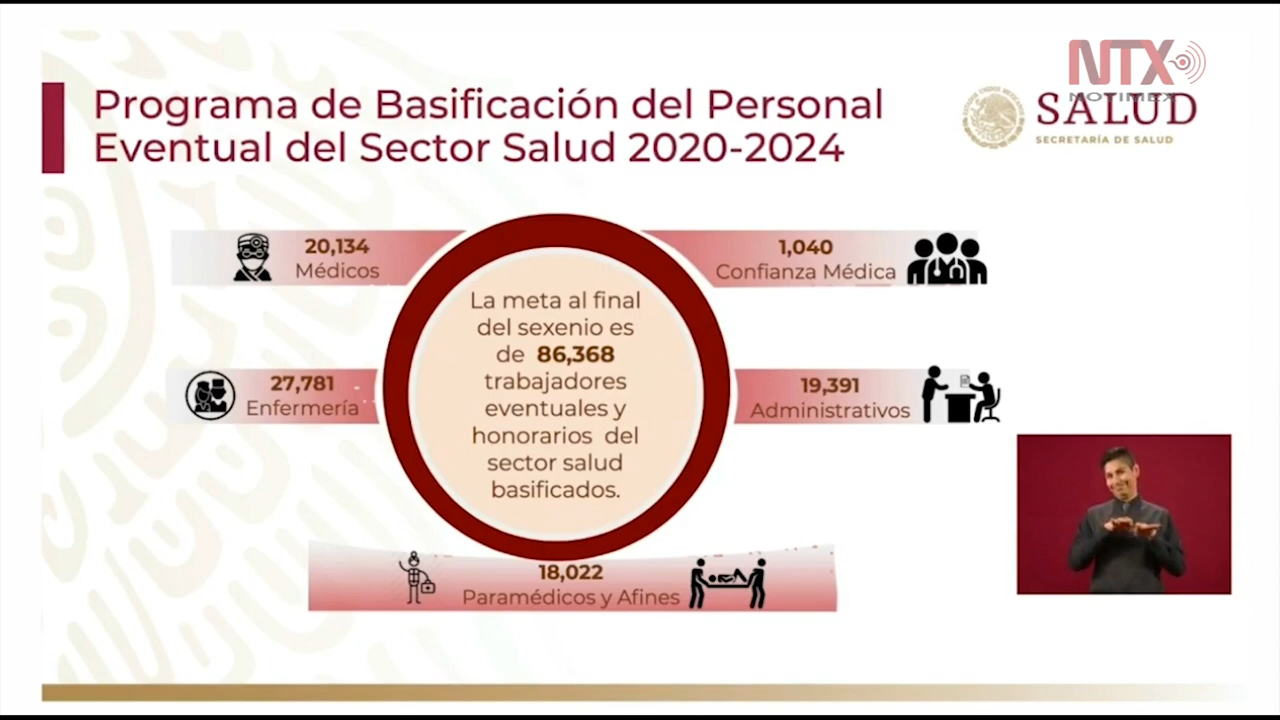 NTX
NOTIMEX
Programa de Basificación del Personal
Eventual del Sector Salud 2020-2024
SALUD
SECRETARÍA DE SALUD
20,134
Médicos
1,040
Confianza Médica
27,781
Enfermería
19,391
Administrativos
La meta al final
del sexenio es
de 86,368
trabajadores
eventuales y
honorarios del
sector salud
basificados.
18,022
Paramédicos y Afines